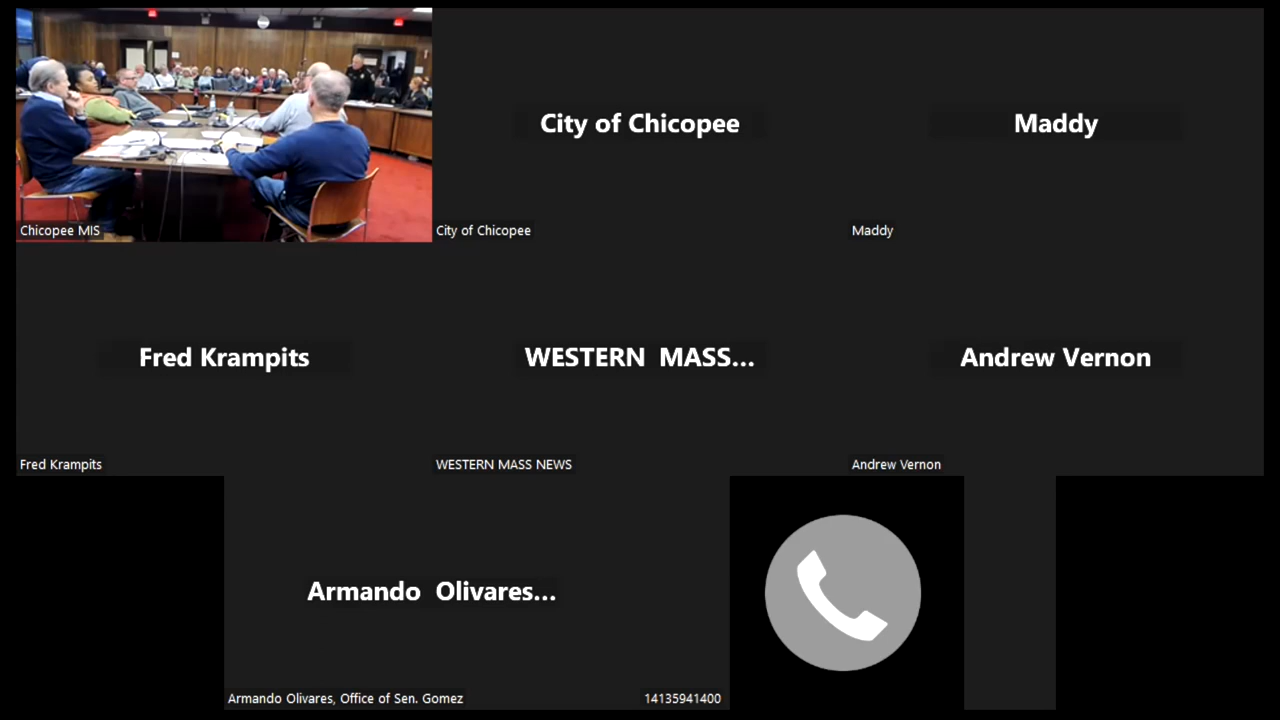 City of Chicopee
Maddy
Chicopee MIS
City of Chicopee
Maddy
Fred Krampits
WESTERN MASS...
Andrew Vernon
Fred Krampits
WESTERN MASS NEWS
Andrew Vernon
Armando Olivares...
Armando Olivares, Office of Sen. Gomez
14135941400